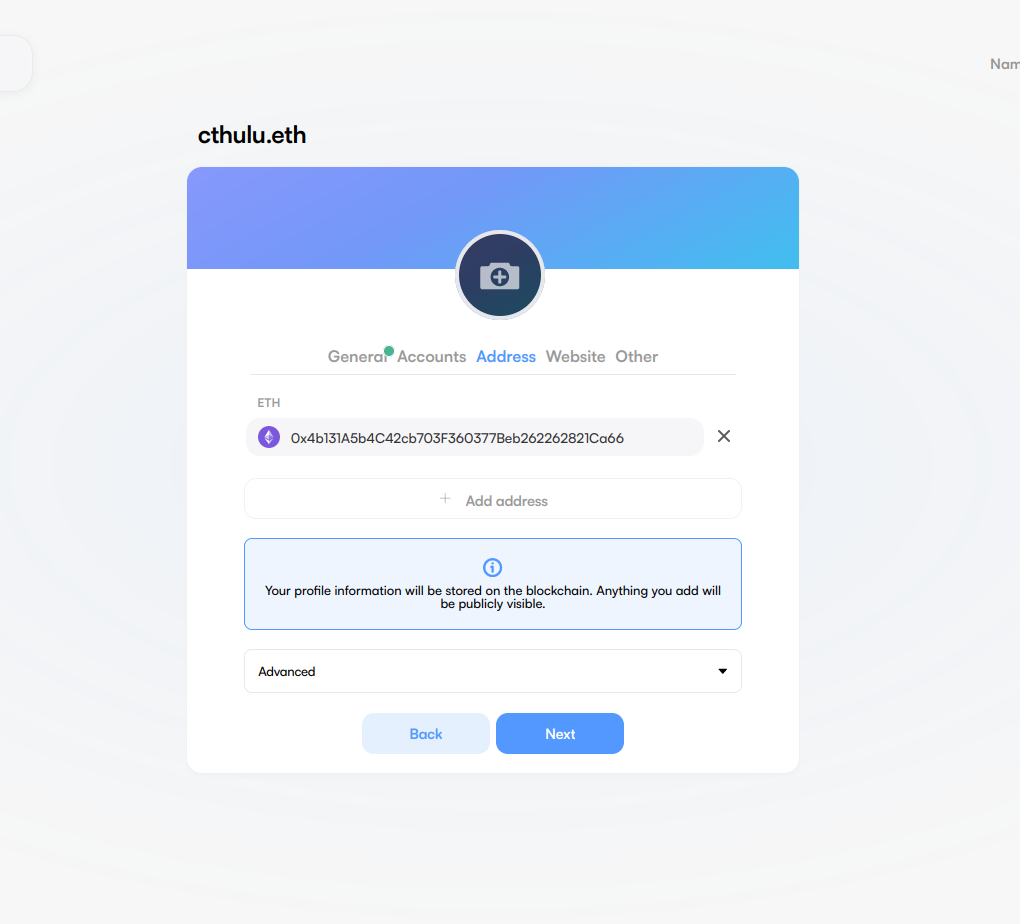 Nam
cthulu.eth
General Accounts Address Website Other
ETH
0x4b131A5b4C42cb703F360377Beb262262821Ca66
+ Add address
Your profile information will be stored on the blockchain. Anything you add will
be publicly visible.
Advanced
Back Next